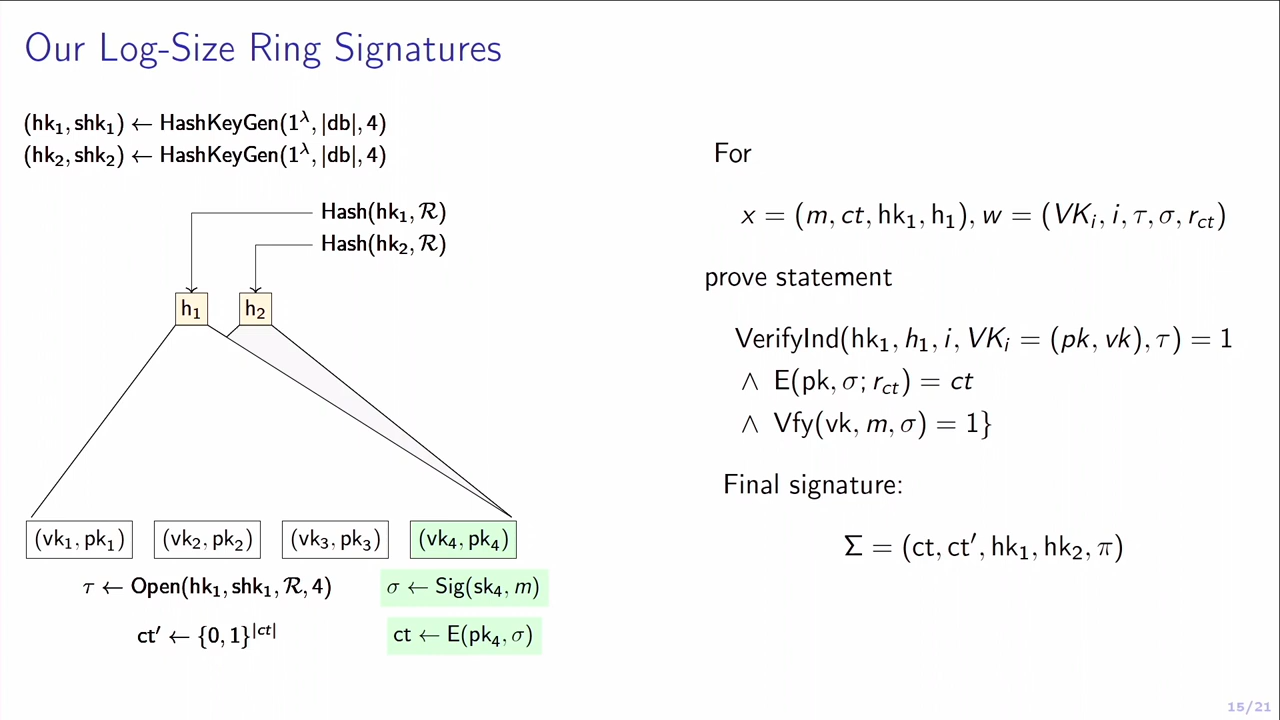 Our Log-Size Ring Signatures
(hk₁, shk₁) ← HashKeyGen(1^λ, |db|, 4)
(hk₂, shk₂) ← HashKeyGen(1^λ, |db|, 4)
Hash(hk₁, ℛ)
Hash(hk₂, ℛ)
h₁ h₂
(vk₁, pk₁) (vk₂, pk₂) (vk₃, pk₃) (vk₄, pk₄)
τ ← Open(hk₁, shk₁, ℛ, 4) σ ← Sig(sk₄, m)
ct′ ← {0, 1}^|ct| ct ← E(pk₄, σ)
For
x = (m, ct, hk₁, h₁), w = (VKᵢ, i, τ, σ, r_ct)
prove statement
VerifyInd(hk₁, h₁, i, VKᵢ = (pk, vk), τ) = 1
∧ E(pk, σ; r_ct) = ct
∧ Vfy(vk, m, σ) = 1}
Final signature:
Σ = (ct, ct′, hk₁, hk₂, π)
15/21